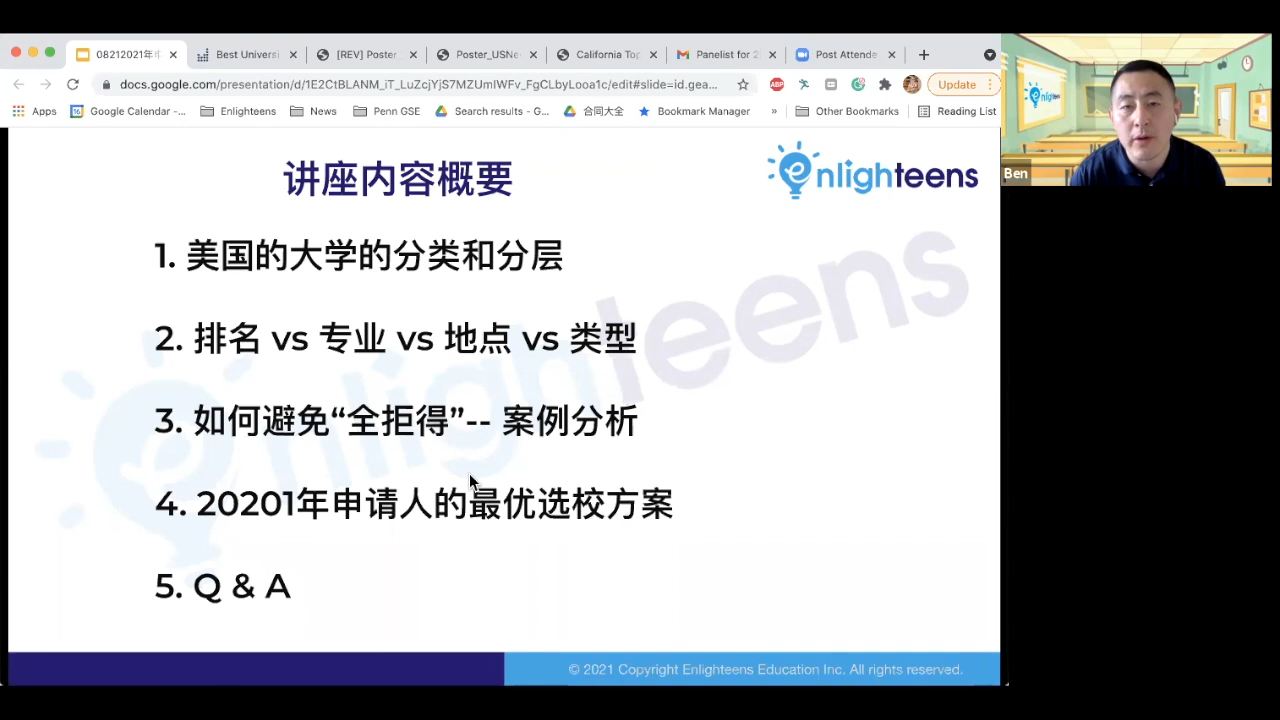 08212021年
Best Universi
[REV] Poster
Poster_USNe
California Top
Panelist for 2
Post Attende
docs.google.com/presentation/d/1E2CtBLANM_iT_LuZcjYjS7MZUmIWFv_FgCLbyLooa1c/edit#slide=id.gea...
ABP
Update
Apps
16
Google Calendar -...
Enlighteens
News
Penn GSE
Search results - G...
合同大全
Bookmark Manager
»
Other Bookmarks
Reading List
enlighteens
Ben
讲座内容概要
enlighteens
1. 美国的大学的分类和分层
2. 排名 vs 专业 vs 地点 vs 类型
3. 如何避免“全拒得”-- 案例分析
4. 20201年申请人的最优选校方案
5. Q & A
enlighteens
© 2021 Copyright Enlighteens Education Inc. All rights reserved.